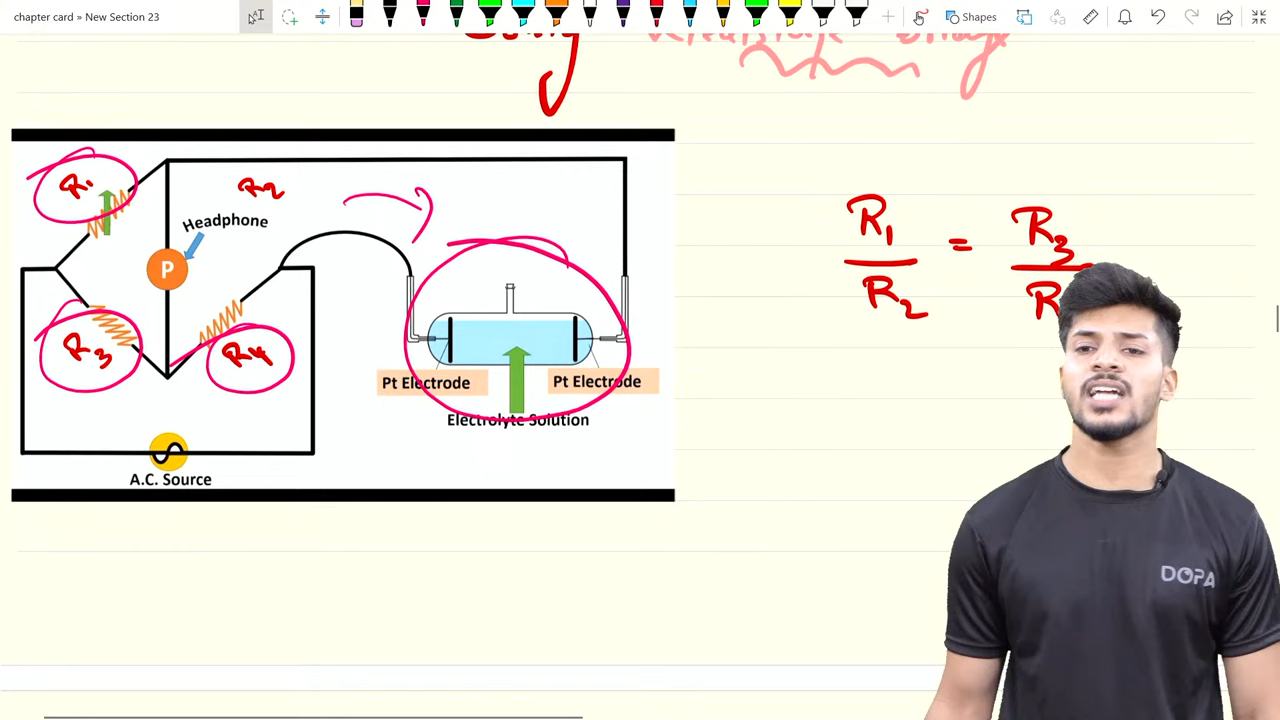 chapter card » New Section 23
Shapes
R1
R2
Headphone
P
R3
R4
Pt Electrode
Pt Electrode
Electrolyte Solution
A.C. Source
R1 = R3
R2
DOPA